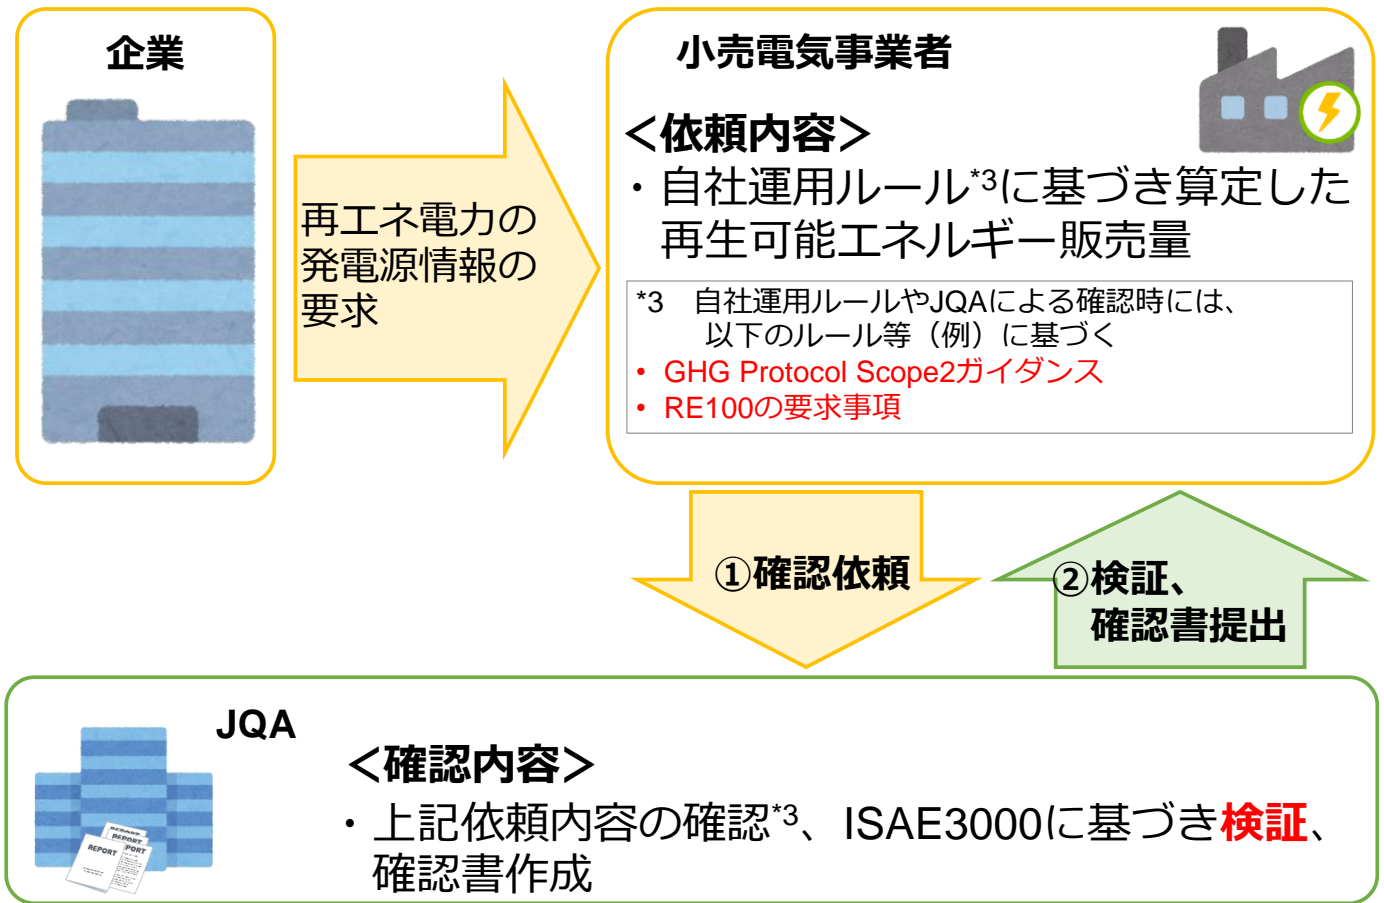 企業
再エネ電力の
発電源情報の
要求
小売電気事業者
＜依頼内容＞
・自社運用ルール*3に基づき算定した
再生可能エネルギー販売量
*3　自社運用ルールやJQAによる確認時には、
以下のルール等（例）に基づく
• GHG Protocol Scope2ガイダンス
• RE100の要求事項
①確認依頼
②検証、
確認書提出
JQA
＜確認内容＞
・上記依頼内容の確認*3、ISAE3000に基づき検証、
確認書作成
REPORT
REPORT
REPORT